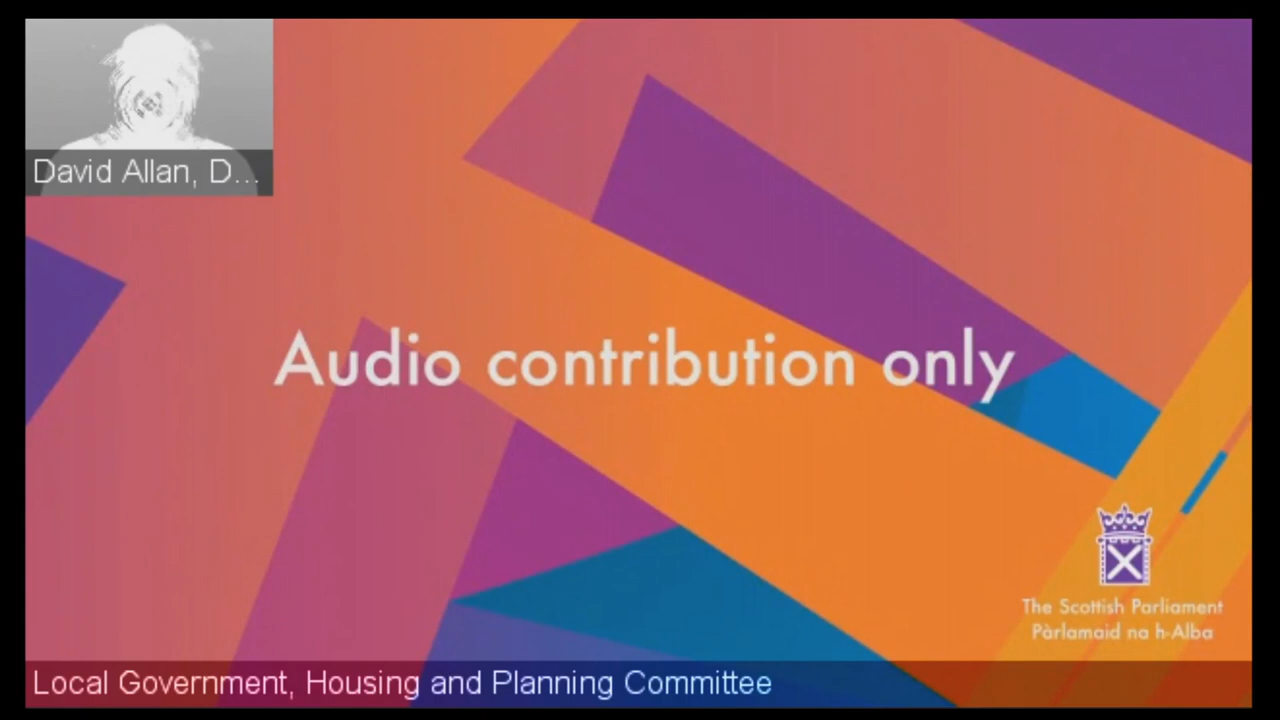 David Allan, D...
Audio contribution only
The Scottish Parliament
Pàrlamaid na h-Alba
Local Government, Housing and Planning Committee